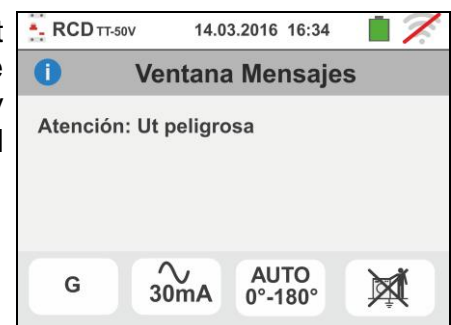 RCD TT-50V 14.03.2016 16:34
Ventana Mensajes
Atención: Ut peligrosa
G 30mA AUTO
0°-180°